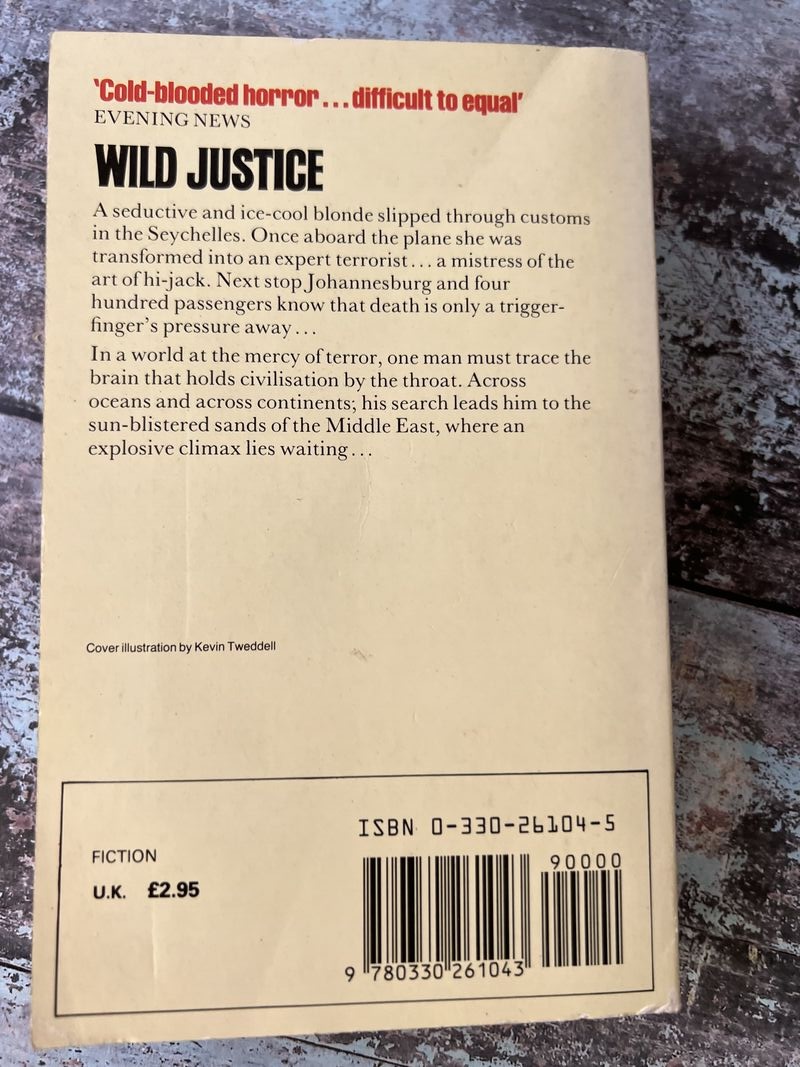 ‘Cold-blooded horror... difficult to equal’
EVENING NEWS
WILD JUSTICE
A seductive and ice-cool blonde slipped through customs
in the Seychelles. Once aboard the plane she was
transformed into an expert terrorist... a mistress of the
art of hi-jack. Next stop Johannesburg and four
hundred passengers know that death is only a trigger-
finger’s pressure away...
In a world at the mercy of terror, one man must trace the
brain that holds civilisation by the throat. Across
oceans and across continents; his search leads him to the
sun-blistered sands of the Middle East, where an
explosive climax lies waiting...
Cover illustration by Kevin Tweddell
ISBN 0-330-26104-5
FICTION
U.K. £2.95
90000
9 780330 261043